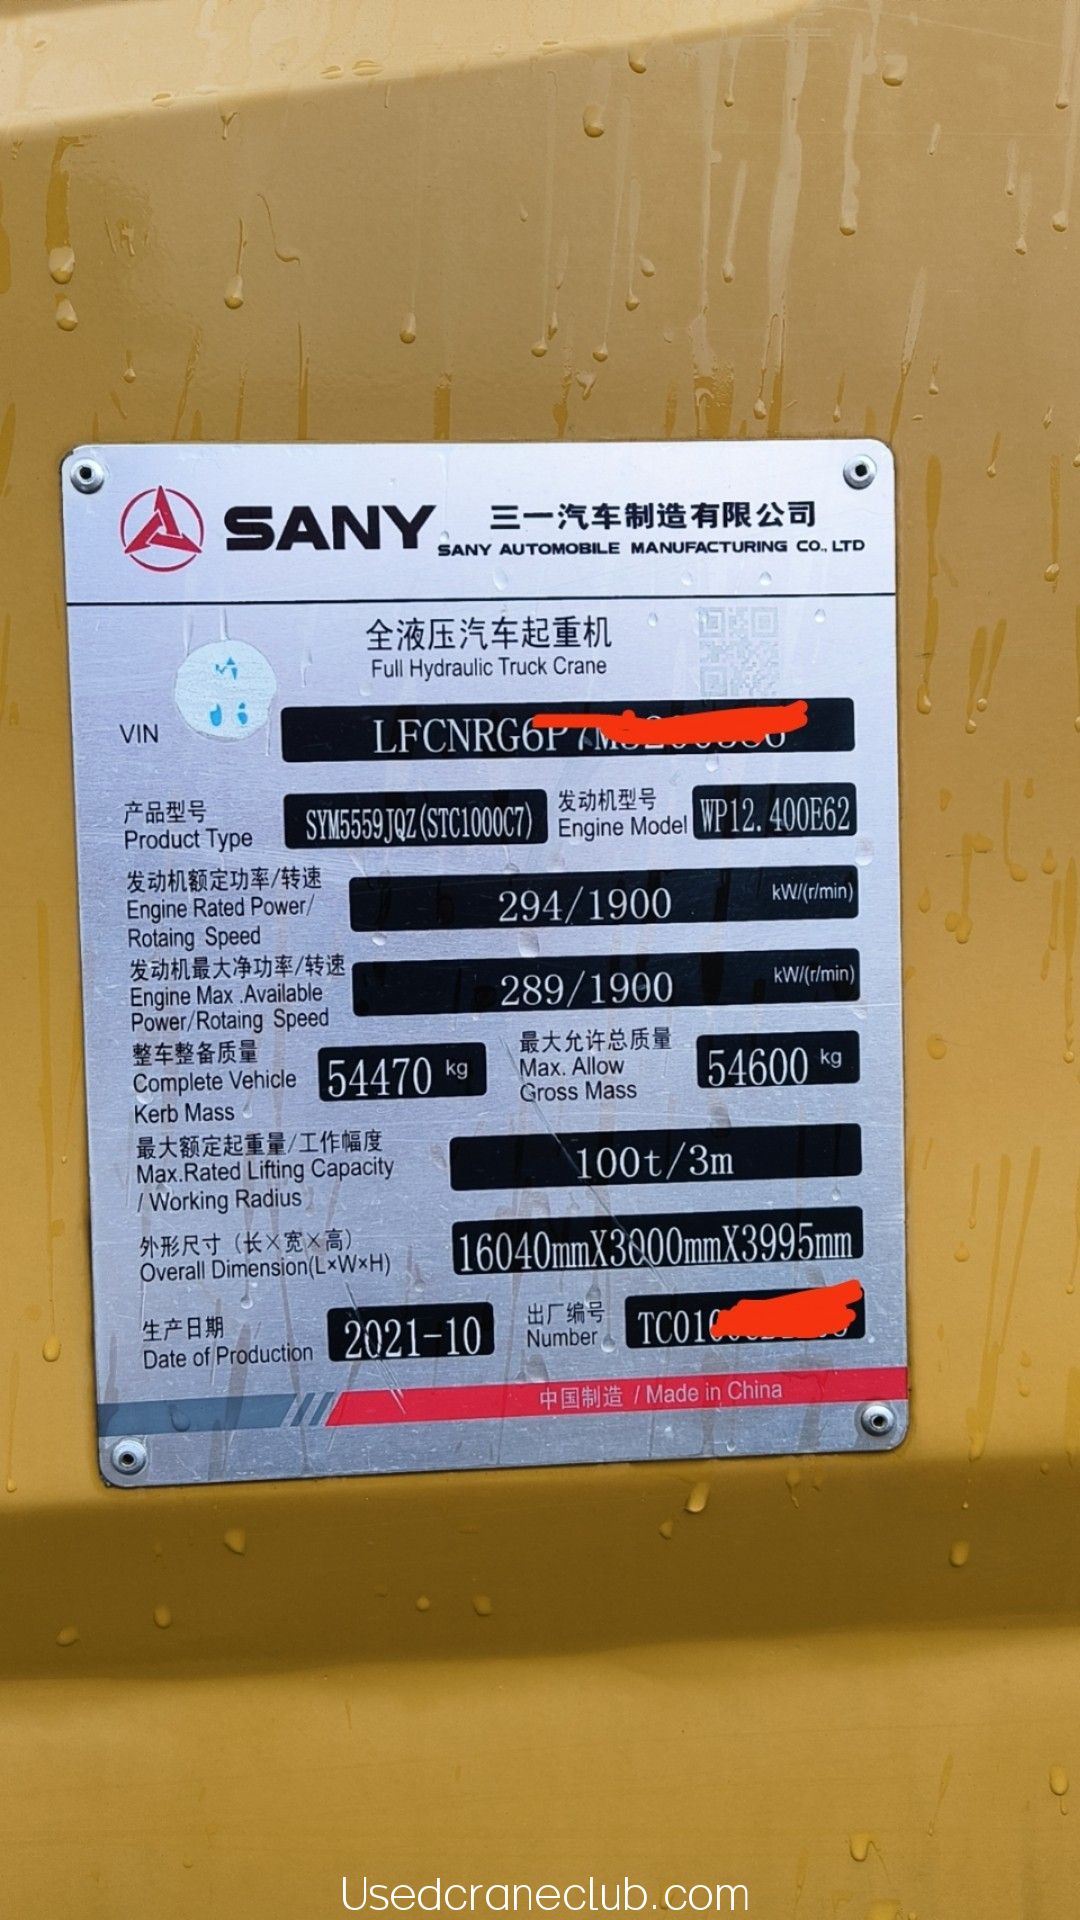 SANY 三一汽车制造有限公司
SANY AUTOMOBILE MANUFACTURING CO., LTD
全液压汽车起重机
Full Hydraulic Truck Crane
VIN LFCNRG6P7M
产品型号
Product Type SYM5559JQZ(STC1000C7)
发动机型号
Engine Model WP12.400E62
发动机额定功率/转速
Engine Rated Power/
Rotaing Speed
294/1900 kW/(r/min)
发动机最大净功率/转速
Engine Max .Available
Power/Rotaing Speed
289/1900 kW/(r/min)
整车整备质量
Complete Vehicle
Kerb Mass
54470 kg
最大允许总质量
Max. Allow
Gross Mass
54600 kg
最大额定起重量/工作幅度
Max.Rated Lifting Capacity
/ Working Radius
100t/3m
外形尺寸（长×宽×高）
Overall Dimension(L×W×H)
16040mmX3000mmX3995mm
生产日期
Date of Production
2021-10
出厂编号
Number
TC01
中国制造 / Made in China
Usedcraneclub.com